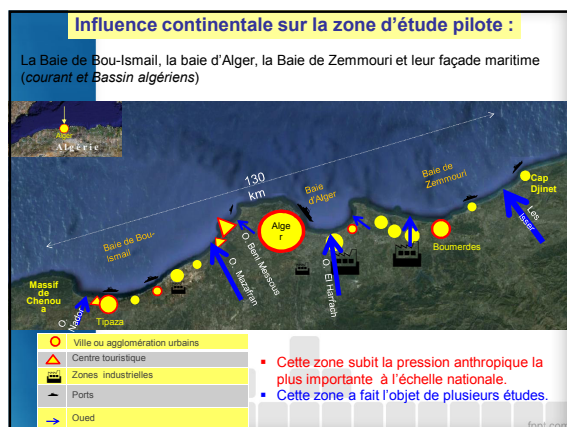 Influence continentale sur la zone d'étude pilote :
La Baie de Bou-Ismail, la baie d'Alger, la Baie de Zemmouri et leur façade maritime
(courant et Bassin algériens)
Alger
Algérie
130
km
Baie de Bou-
Ismail
Baie
d'Alger
Baie de
Zemmouri
Cap
Djinet
Les
Isser
Alge
r
Boumerdes
O. Beni Messous
O. Mazafran
O. El Harrach
Massif
de
Chenou
a
O.
Nador
Tipaza
Ville ou agglomération urbains
Centre touristique
Zones industrielles
Ports
Oued
▪ Cette zone subit la pression anthropique la
plus importante à l'échelle nationale.
▪ Cette zone a fait l'objet de plusieurs études.
font.com